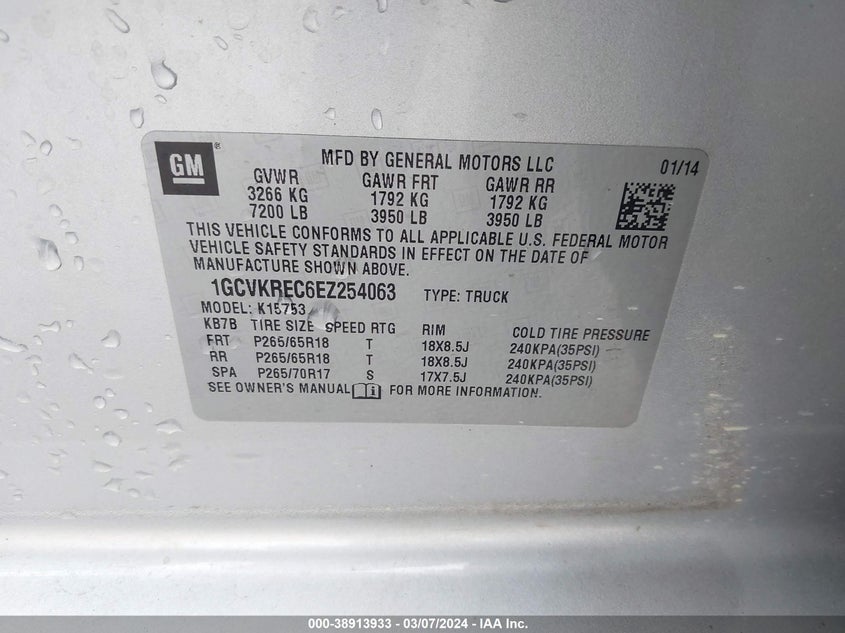 GM®
MFD BY GENERAL MOTORS LLC 01/14
GVWR GAWR FRT GAWR RR
3266 KG 1792 KG 1792 KG
7200 LB 3950 LB 3950 LB
THIS VEHICLE CONFORMS TO ALL APPLICABLE U.S. FEDERAL MOTOR
VEHICLE SAFETY STANDARDS IN EFFECT ON THE DATE OF
MANUFACTURE SHOWN ABOVE.
1GCVKREC6EZ254063 TYPE: TRUCK
MODEL: K15753
KB7B TIRE SIZE SPEED RTG RIM COLD TIRE PRESSURE
FRT P265/65R18 T 18X8.5J 240KPA(35PSI)
RR P265/65R18 T 18X8.5J 240KPA(35PSI)
SPA P265/70R17 S 17X7.5J 240KPA(35PSI)
SEE OWNER'S MANUAL i FOR MORE INFORMATION.
000-38913933 - 03/07/2024 - IAA Inc.